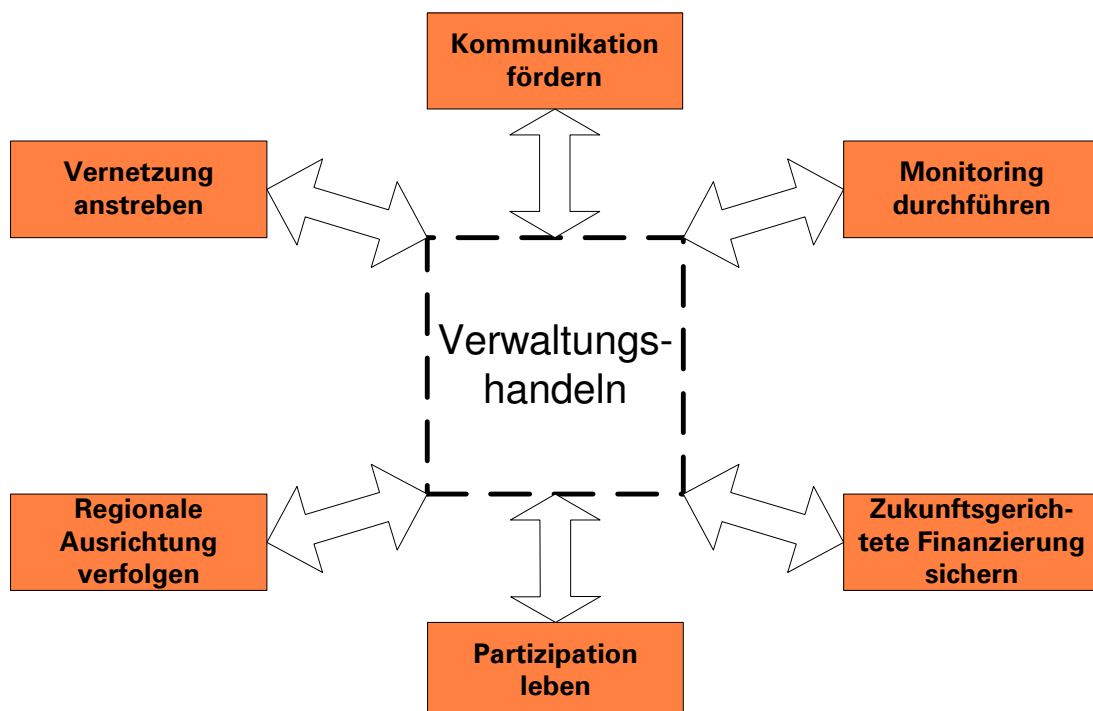 Kommunikation
fördern
Vernetzung
anstreben
Monitoring
durchführen
Verwaltungs-
handeln
Regionale
Ausrichtung
verfolgen
Zukunftsgerich-
tete Finanzierung
sichern
Partizipation
leben